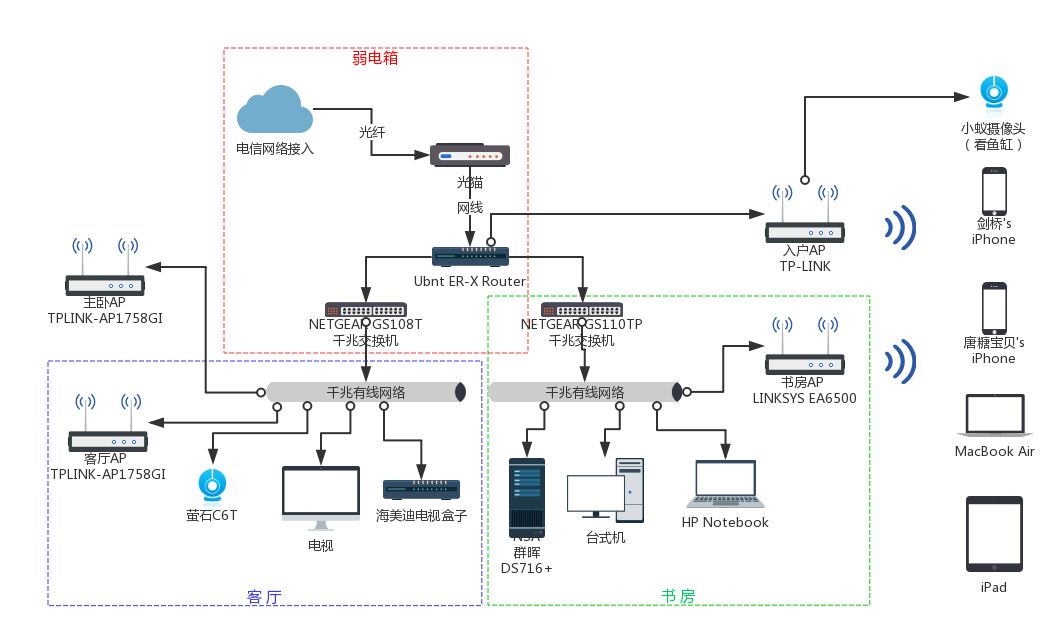 弱电箱
电信网络接入
光纤
光猫
网线
Ubnt ER-X Router
小蚁摄像头
（看鱼缸）
入户AP
TP-LINK
剑桥's
iPhone
主卧AP
TPLINK-AP1758GI
NETGEAR GS108T
千兆交换机
NETGEAR GS110TP
千兆交换机
唐糖宝贝's
iPhone
千兆有线网络
千兆有线网络
书房AP
LINKSYS EA6500
客厅AP
TPLINK-AP1758GI
MacBook Air
萤石C6T
电视
海美迪电视盒子
NSA
群晖
DS716+
台式机
HP Notebook
iPad
客 厅
书 房